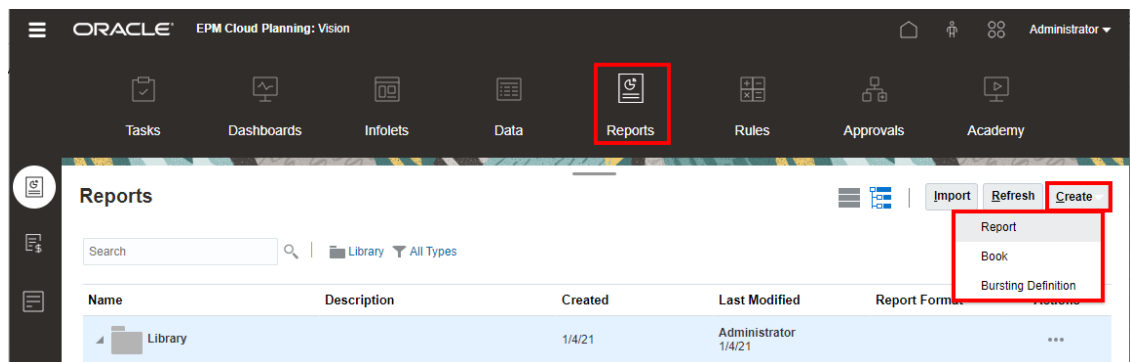 ORACLE® EPM Cloud Planning: Vision Administrator
Tasks Dashboards Infolets Data Reports Rules Approvals Academy
Reports Import Refresh Create
Report
Search Library All Types
Book
Bursting Definition
Name Description Created Last Modified Report Format Actions
Library 1/4/21 Administrator
1/4/21